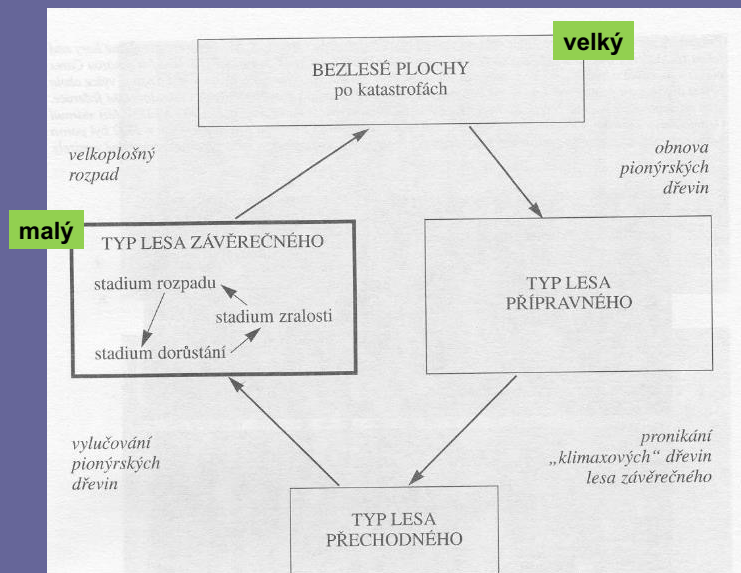 velký
BEZLESÉ PLOCHY
po katastrofách
velkoplošný
rozpad
obnova
pionýrských
dřevin
malý
TYP LESA ZÁVĚREČNÉHO
stadium rozpadu
stadium zralosti
stadium dorůstání
TYP LESA
PŘÍPRAVNÉHO
vylučování
pionýrských
dřevin
pronikání
„klimaxových“ dřevin
lesa závěrečného
TYP LESA
PŘECHODNÉHO